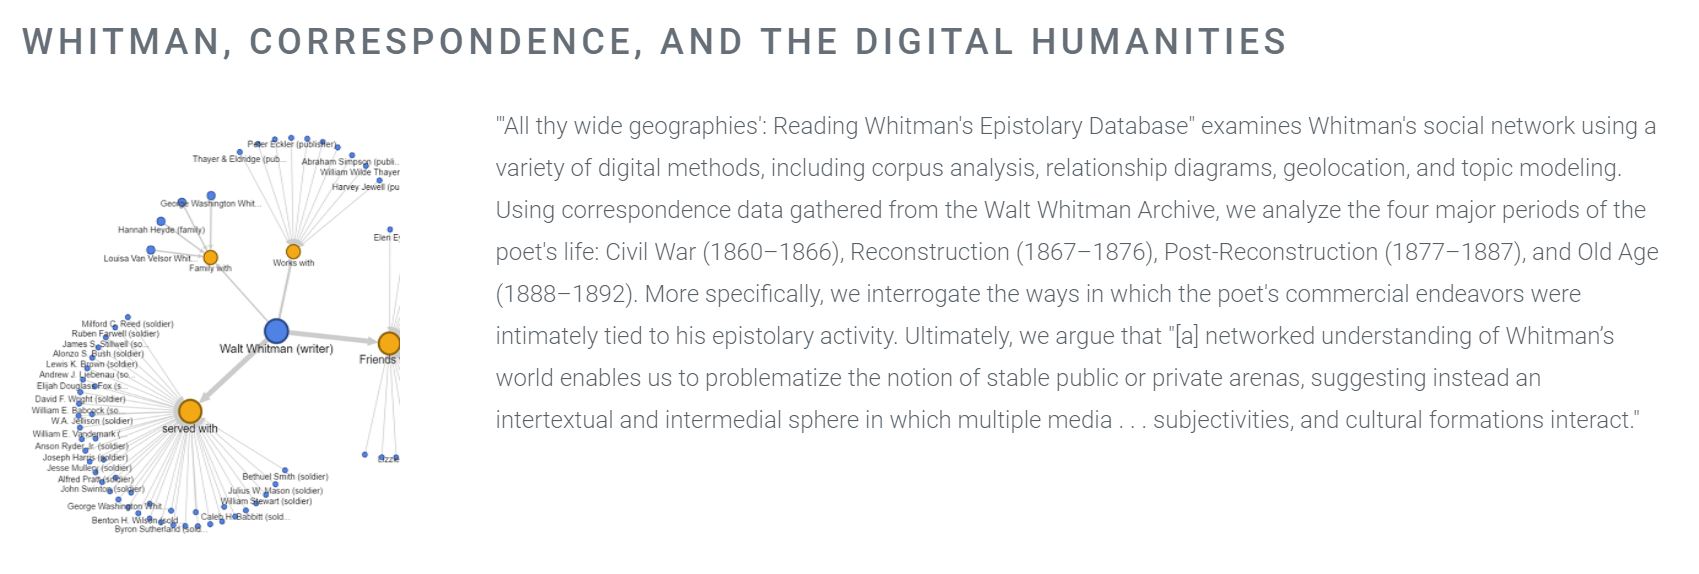 WHITMAN, CORRESPONDENCE, AND THE DIGITAL HUMANITIES
"'All thy wide geographies': Reading Whitman's Epistolary Database" examines Whitman's social network using a
variety of digital methods, including corpus analysis, relationship diagrams, geolocation, and topic modeling.
Using correspondence data gathered from the Walt Whitman Archive, we analyze the four major periods of the
poet's life: Civil War (1860–1866), Reconstruction (1867–1876), Post-Reconstruction (1877–1887), and Old Age
(1888–1892). More specifically, we interrogate the ways in which the poet's commercial endeavors were
intimately tied to his epistolary activity. Ultimately, we argue that "[a] networked understanding of Whitman’s
world enables us to problematize the notion of stable public or private arenas, suggesting instead an
intertextual and intermedial sphere in which multiple media . . . subjectivities, and cultural formations interact."
Peter Eckler (publisher)
Thayer & Eldridge (pub...
Abraham Simpson (publi..
William Wilde Thayer
Harvey Jewell (pu
George Washington Whit...
Hannah Heyde (family)
Louisa Van Velsor Whit...
Family with
Works with
Elen
Walt Whitman (writer)
Friends
Milford C. Reed (soldier)
Ruben Farwell (soldier)
James S. Stilwell (so...
Alonzo S. Bush (soldier)
Lewis K. Brown (soldier)
Andrew J. Liebenau (so...
Elijah Douglass Fox (s...
David F. Wright (soldier)
William E. Babcock (so...
W.A. Jellison (soldier)
William E. Vandemark (...
Anson Ryder, Jr. (soldier)
Joseph Harris (soldier)
Jesse Mullery (soldier)
Alfred Pratt (soldier)
John Swinton (soldier)
George Washington Whit...
Benton H. Wilson (sold
Byron Sutherland (sold...
served with
Bethuel Smith (soldier)
Julius W. Mason (soldier)
William Stewart (soldier)
Caleb H. Babbitt (sold...
Lizzie